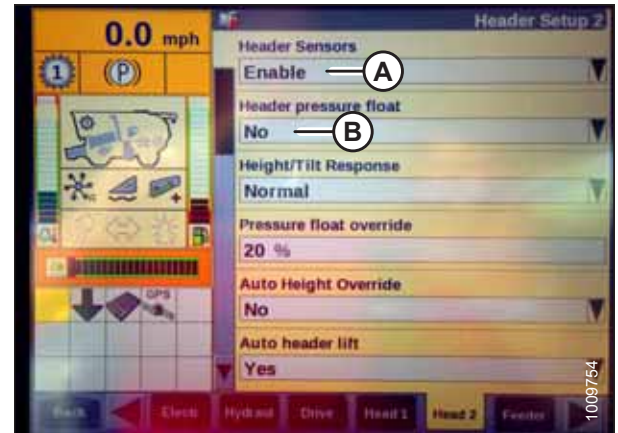 0.0 mph
Header Setup 2
1
(P)
Header Sensors
Enable
A
Header pressure float
No
B
Height/Tilt Response
Normal
Pressure float override
20 %
GPS
Auto Height Override
No
Auto header lift
Yes
Back
Electr
Hydraul
Drive
Head 1
Head 2
Feeder
1009754